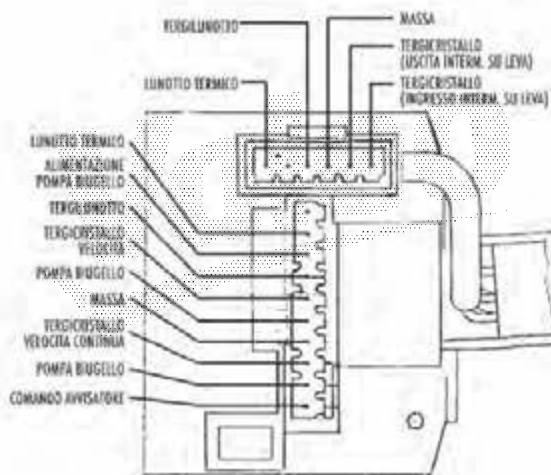 TERGILUNOTTO
MASSA
TERGICRISTALLO
(USCITA INTERM. SU LEVA)
LUNOTTO TERMICO
TERGICRISTALLO
(INGRESSO INTERM. SU LEVA)
LUNOTTO TERMICO
ALIMENTAZIONE
POMPA BIUGELLO
TERGILUNOTTO
TERGICRISTALLO
VELOCITA
POMPA BIUGELLO
MASSA
TERGICRISTALLO
VELOCITA CONTINUA
POMPA BIUGELLO
COMANDO AVVISATORE